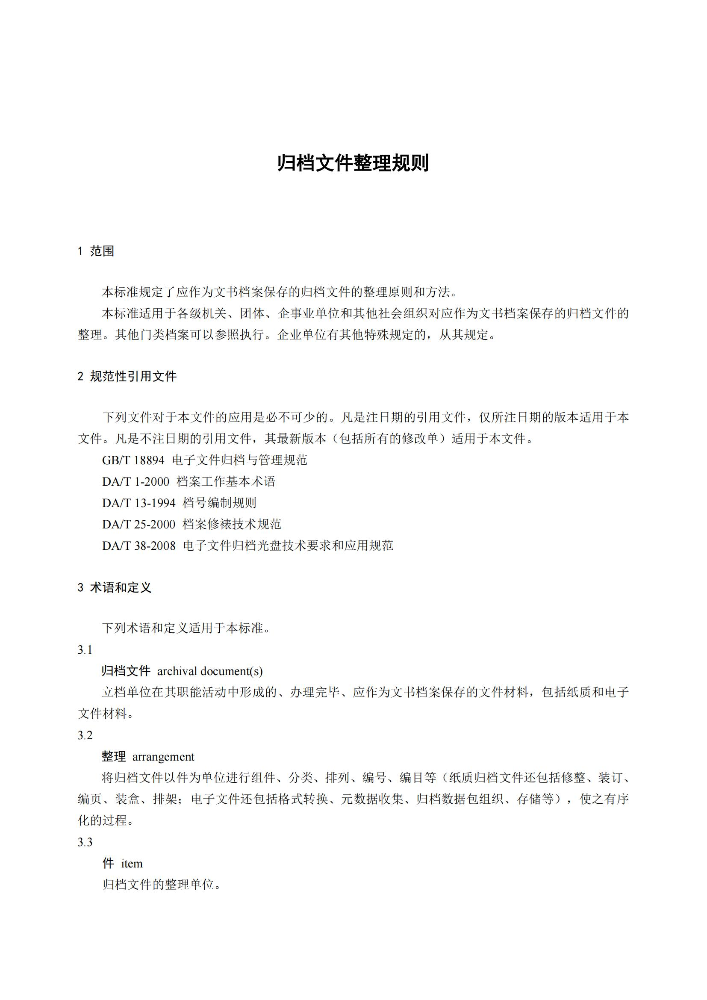 归档文件整理规则
1 范围
本标准规定了应作为文书档案保存的归档文件的整理原则和方法。
本标准适用于各级机关、团体、企事业单位和其他社会组织对应作为文书档案保存的归档文件的
整理。其他门类档案可以参照执行。企业单位有其他特殊规定的，从其规定。
2 规范性引用文件
下列文件对于本文件的应用是必不可少的。凡是注日期的引用文件，仅所注日期的版本适用于本
文件。凡是不注日期的引用文件，其最新版本（包括所有的修改单）适用于本文件。
GB/T 18894 电子文件归档与管理规范
DA/T 1-2000 档案工作基本术语
DA/T 13-1994 档号编制规则
DA/T 25-2000 档案修裱技术规范
DA/T 38-2008 电子文件归档光盘技术要求和应用规范
3 术语和定义
下列术语和定义适用于本标准。
3.1
归档文件 archival document(s)
立档单位在其职能活动中形成的、办理完毕、应作为文书档案保存的文件材料，包括纸质和电子
文件材料。
3.2
整理 arrangement
将归档文件以件为单位进行组件、分类、排列、编号、编目等（纸质归档文件还包括修整、装订、
编页、装盒、排架；电子文件还包括格式转换、元数据收集、归档数据包组织、存储等），使之有序
化的过程。
3.3
件 item
归档文件的整理单位。